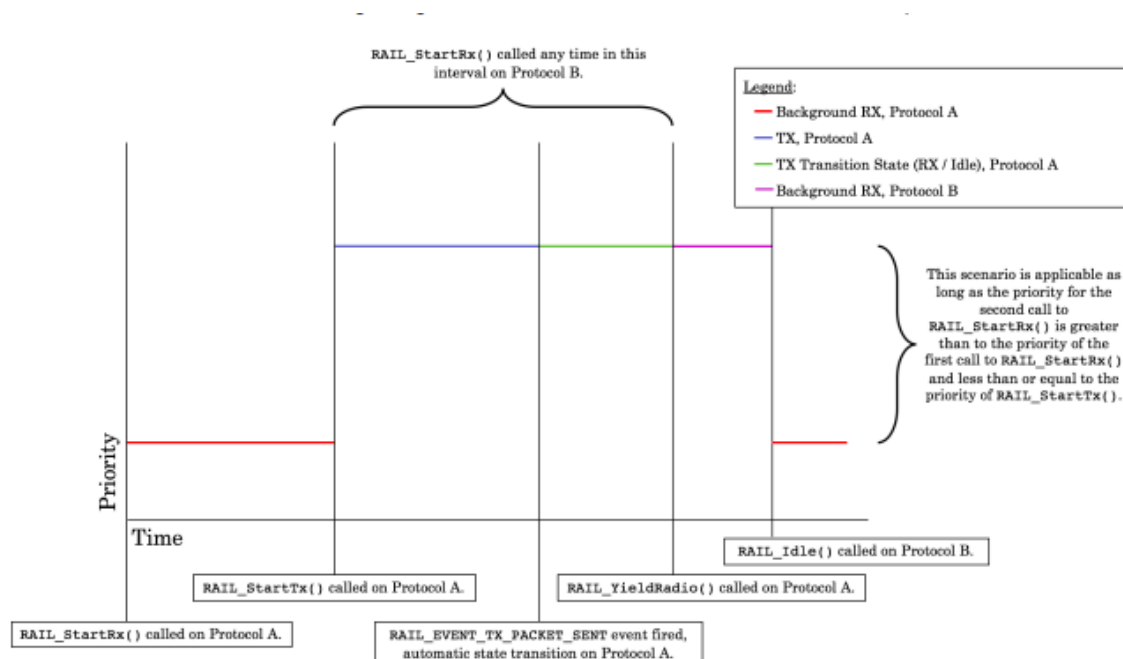 RAIL_StartRx() called any time in this
interval on Protocol B.
Legend:
Background RX, Protocol A
TX, Protocol A
TX Transition State (RX / Idle), Protocol A
Background RX, Protocol B
This scenario is applicable as
long as the priority for the
second call to
RAIL_StartRx() is greater
than to the priority of the
first call to RAIL_StartRx()
and less than or equal to the
priority of RAIL_StartTx().
Priority
Time
RAIL_Idle() called on Protocol B.
RAIL_StartTx() called on Protocol A.
RAIL_YieldRadio() called on Protocol A.
RAIL_StartRx() called on Protocol A.
RAIL_EVENT_TX_PACKET_SENT event fired,
automatic state transition on Protocol A.